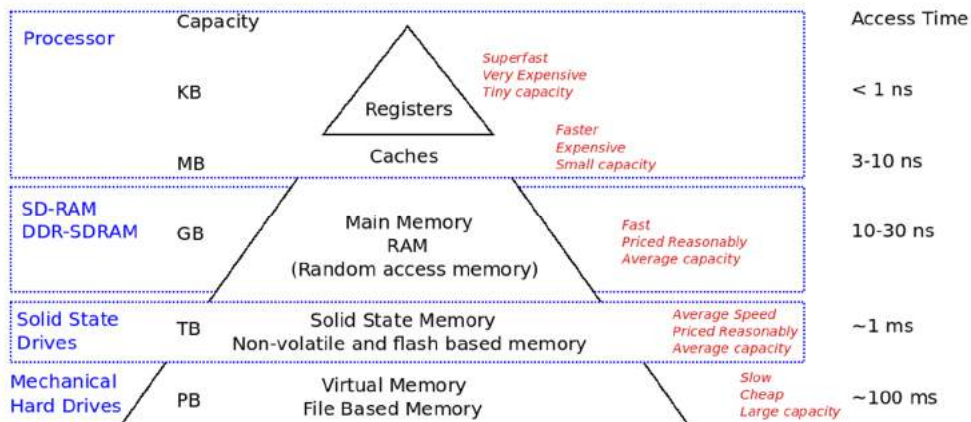 Capacity
Access Time
Processor
Superfast
Very Expensive
Tiny capacity
KB
Registers
< 1 ns
Faster
Expensive
Small capacity
MB
Caches
3-10 ns
SD-RAM
DDR-SDRAM
GB
Main Memory
RAM
(Random access memory)
Fast
Priced Reasonably
Average capacity
10-30 ns
Solid State
Drives
TB
Solid State Memory
Non-volatile and flash based memory
Average Speed
Priced Reasonably
Average capacity
~1 ms
Mechanical
Hard Drives
PB
Virtual Memory
File Based Memory
Slow
Cheap
Large capacity
~100 ms